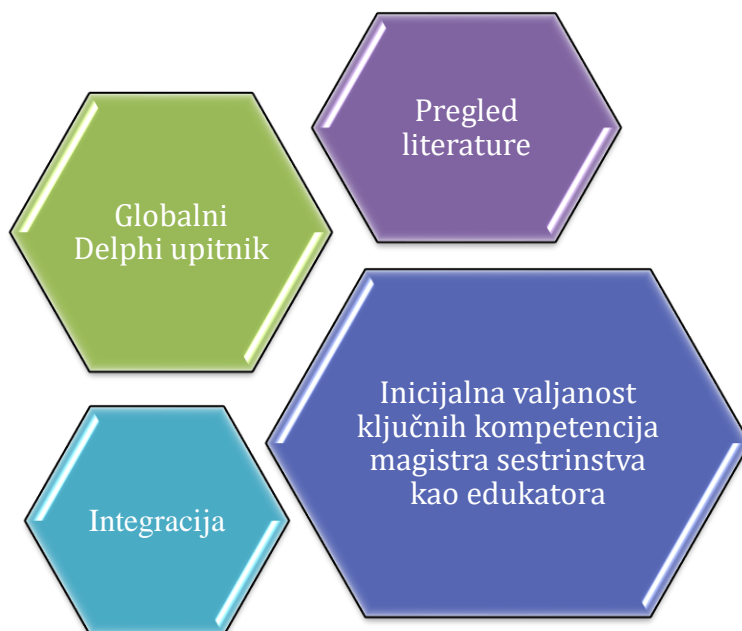 Pregled
literature
Globalni
Delphi upitnik
Inicijalna valjanost
ključnih kompetencija
magistra sestrinstva
kao edukatora
Integracija